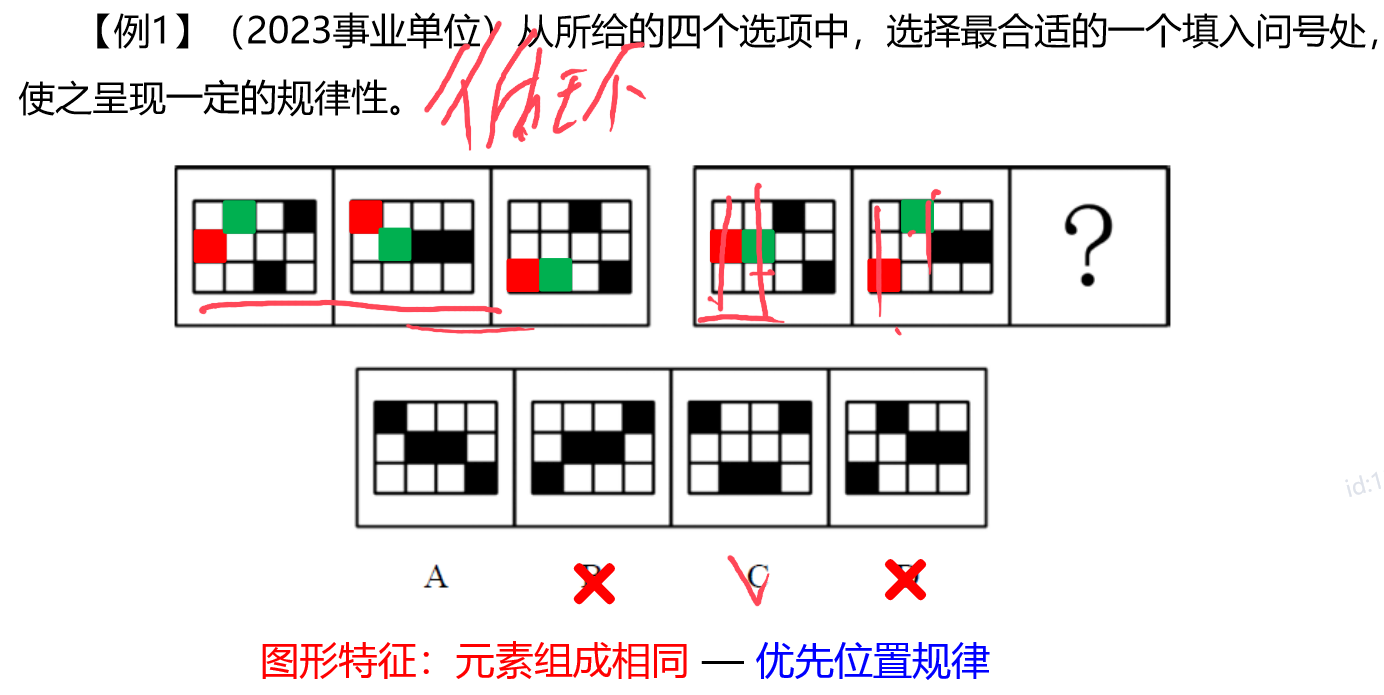 【例1】（2023事业单位）从所给的四个选项中，选择最合适的一个填入问号处，
使之呈现一定的规律性。
循环
?
A B C D
图形特征：元素组成相同 — 优先位置规律
id:1